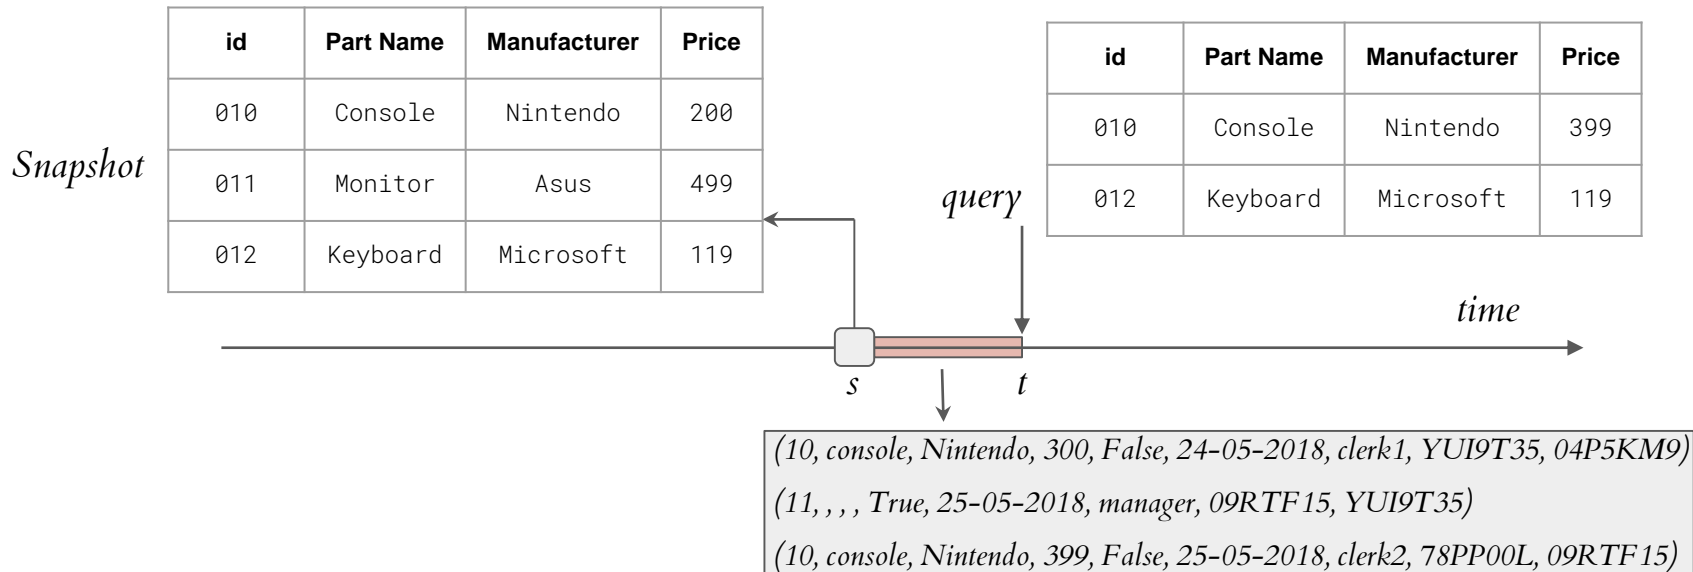 id Part Name Manufacturer Price
010 Console Nintendo 200
011 Monitor Asus 499
012 Keyboard Microsoft 119
Snapshot
id Part Name Manufacturer Price
010 Console Nintendo 399
012 Keyboard Microsoft 119
query
time
s
t
(10, console, Nintendo, 300, False, 24-05-2018, clerk1, YUI9T35, 04P5KM9)
(11, , , , True, 25-05-2018, manager, 09RTF15, YUI9T35)
(10, console, Nintendo, 399, False, 25-05-2018, clerk2, 78PP00L, 09RTF15)